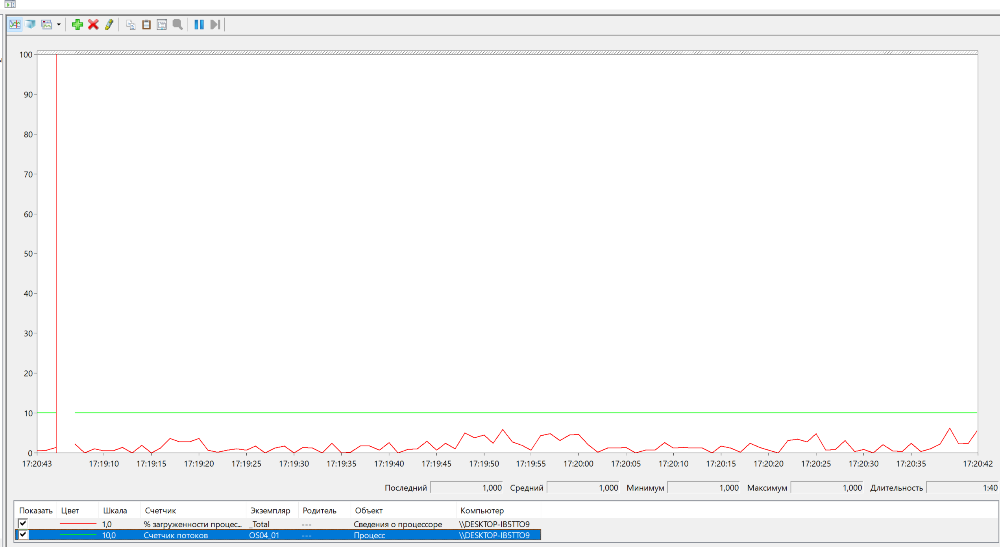 100
90
80
70
60
50
40
30
20
10
0
17:20:43 17:19:10 17:19:15 17:19:20 17:19:25 17:19:30 17:19:35 17:19:40 17:19:45 17:19:50 17:19:55 17:20:00 17:20:05 17:20:10 17:20:15 17:20:20 17:20:25 17:20:30 17:20:35 17:20:42
Последний 1,000 Средний 1,000 Минимум 1,000 Максимум 1,000 Длительность 1:40
Показать Цвет Шкала Счетчик Экземпляр Родитель Объект Компьютер
1,0 % загруженности процес... _Total --- Сведения о процессоре \\DESKTOP-IB5TTO9
10,0 Счетчик потоков OS04_01 --- Процесс \\DESKTOP-IB5TTO9